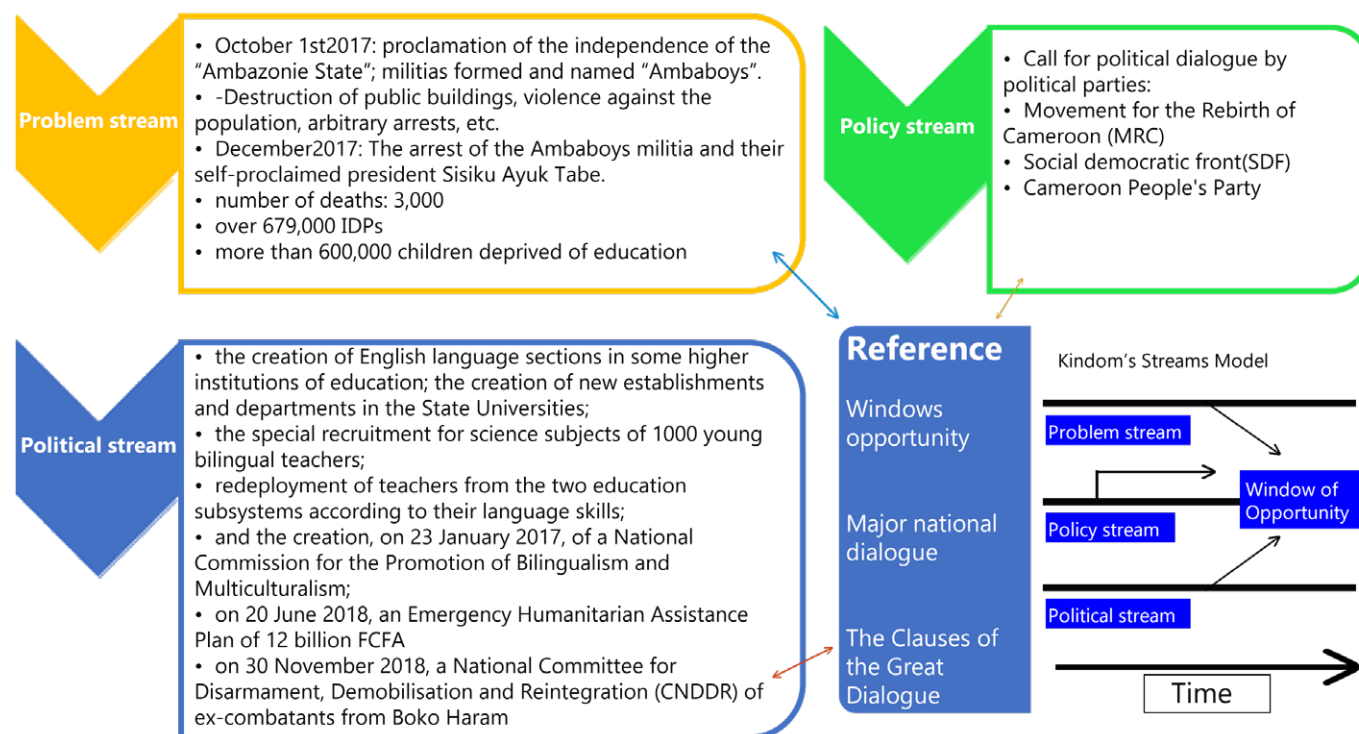 Problem stream
• October 1st2017: proclamation of the independence of the
“Ambazonie State”; militias formed and named “Ambaboys”.
• -Destruction of public buildings, violence against the
population, arbitrary arrests, etc.
• December2017: The arrest of the Ambaboys militia and their
self-proclaimed president Sisiku Ayuk Tabe.
• number of deaths: 3,000
• over 679,000 IDPs
• more than 600,000 children deprived of education
Policy stream
• Call for political dialogue by
political parties:
• Movement for the Rebirth of
Cameroon (MRC)
• Social democratic front(SDF)
• Cameroon People's Party
Political stream
• the creation of English language sections in some higher
institutions of education; the creation of new establishments
and departments in the State Universities;
• the special recruitment for science subjects of 1000 young
bilingual teachers;
• redeployment of teachers from the two education
subsystems according to their language skills;
• and the creation, on 23 January 2017, of a National
Commission for the Promotion of Bilingualism and
Multiculturalism;
• on 20 June 2018, an Emergency Humanitarian Assistance
Plan of 12 billion FCFA
• on 30 November 2018, a National Committee for
Disarmament, Demobilisation and Reintegration (CNDDR) of
ex-combatants from Boko Haram
Reference
Windows
opportunity
Major national
dialogue
The Clauses of
the Great
Dialogue
Kindom’s Streams Model
Problem stream
Policy stream
Window of
Opportunity
Political stream
Time